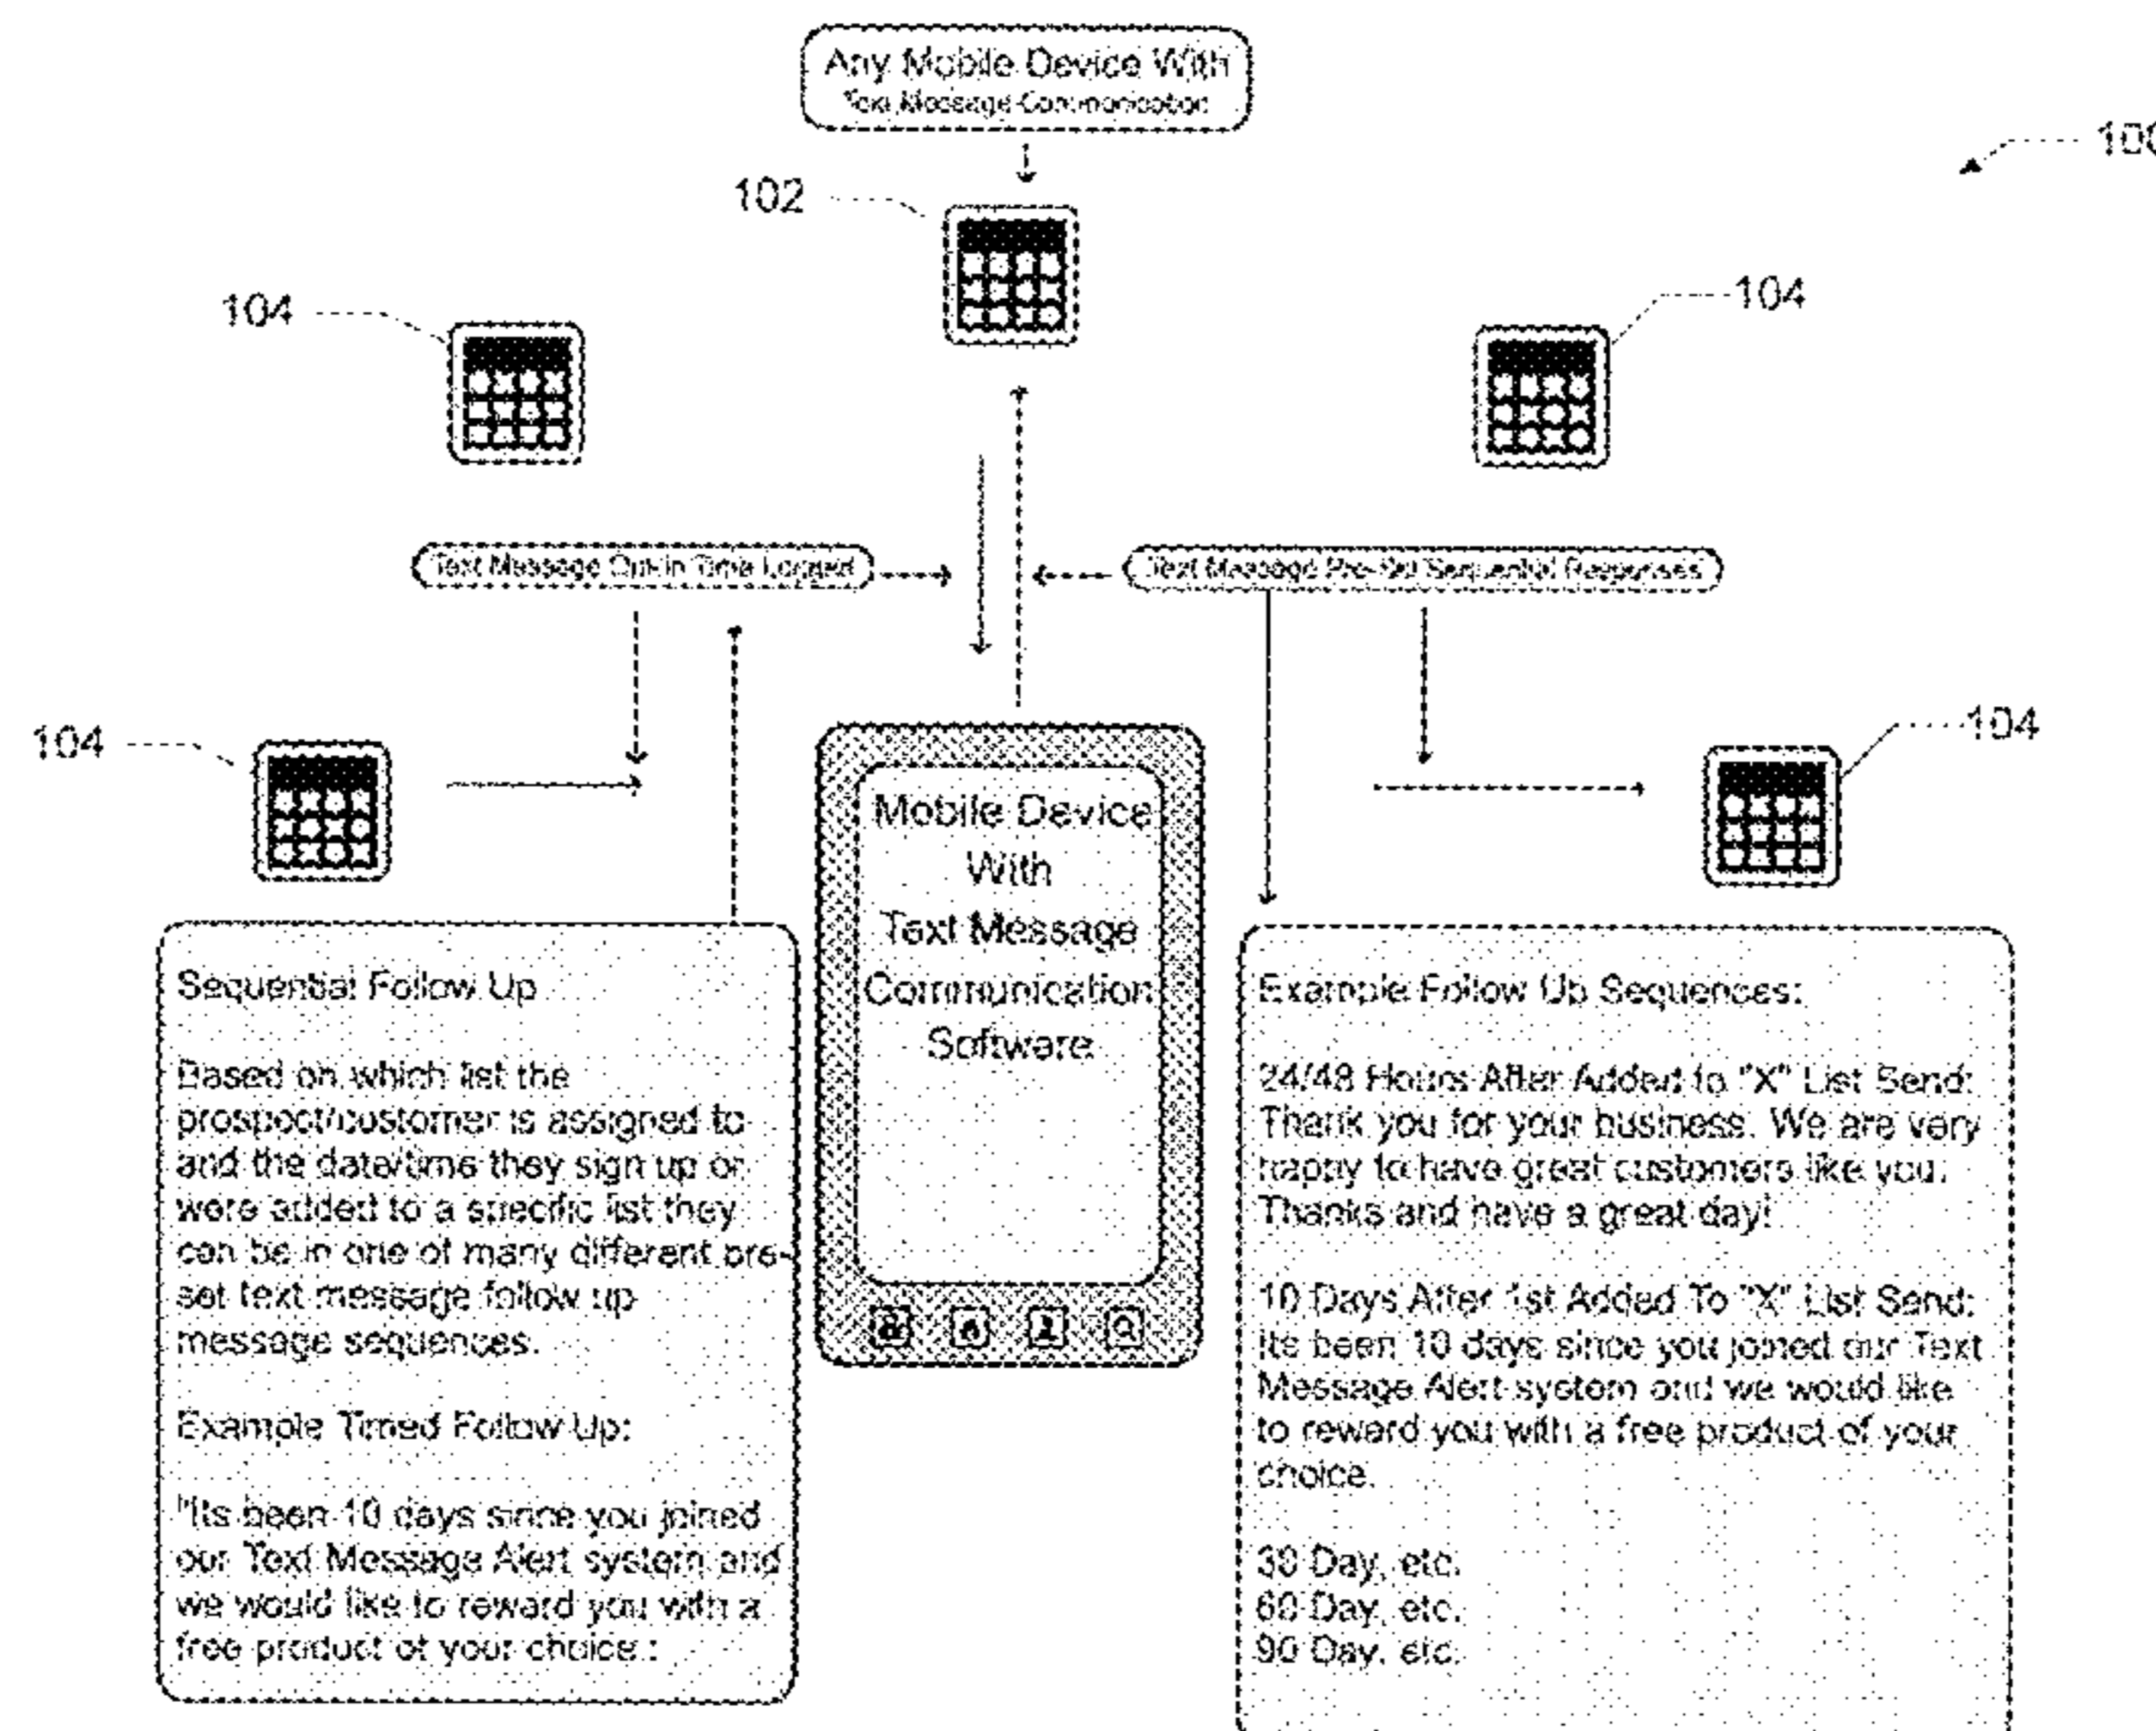 Any Mobile Device With
Text Message Communication
100
102
104
104
Text Message Opt-in Time Logged
Text Message Pre-Set Sequential Responses
104
104
Mobile Device
With
Text Message
Communication
Software
Sequential Follow Up
Based on which list the
prospect/customer is assigned to
and the date/time they sign up or
were added to a specific list they
can be in one of many different pre-
set text message follow up
message sequences.
Example Timed Follow Up:
"Its been 10 days since you joined
our Text Message Alert system and
we would like to reward you with a
free product of your choice.:
Example Follow Up Sequences:
24/48 Hours After Added to "X" List Send:
Thank you for your business. We are very
happy to have great customers like you.
Thanks and have a great day!
10 Days After 1st Added To "X" List Send:
Its been 10 days since you joined our Text
Message Alert system and we would like
to reward you with a free product of your
choice.
30 Day, etc.
60 Day, etc.
90 Day, etc.